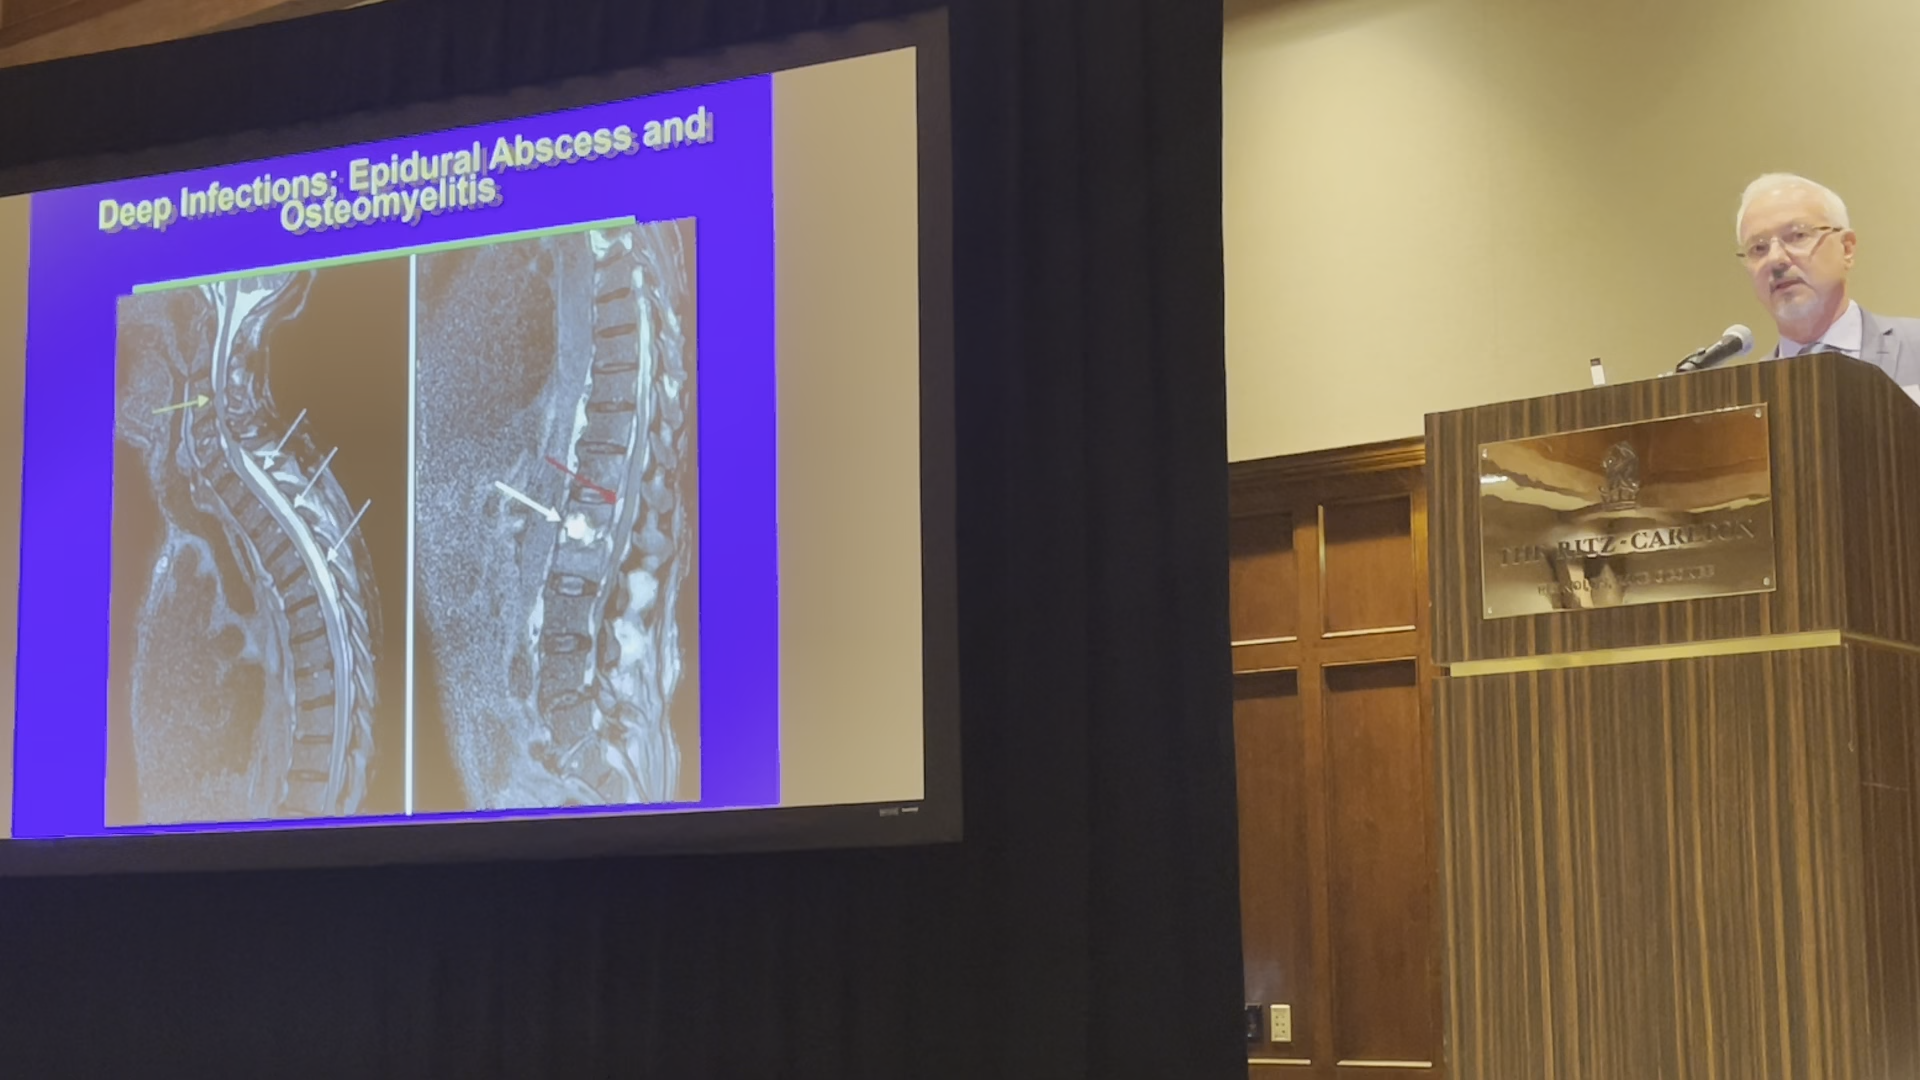 Deep Infections; Epidural Abscess and
Osteomyelitis
THE RITZ-CARLTON